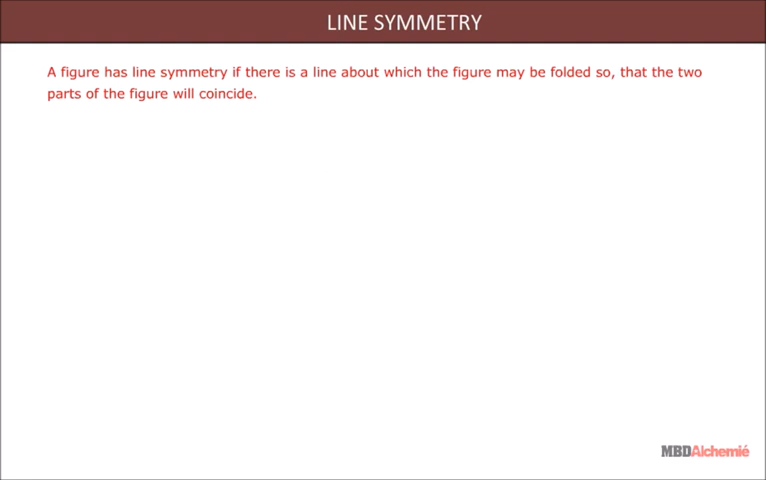 LINE SYMMETRY
A figure has line symmetry if there is a line about which the figure may be folded so, that the two
parts of the figure will coincide.
MBDAlchemié